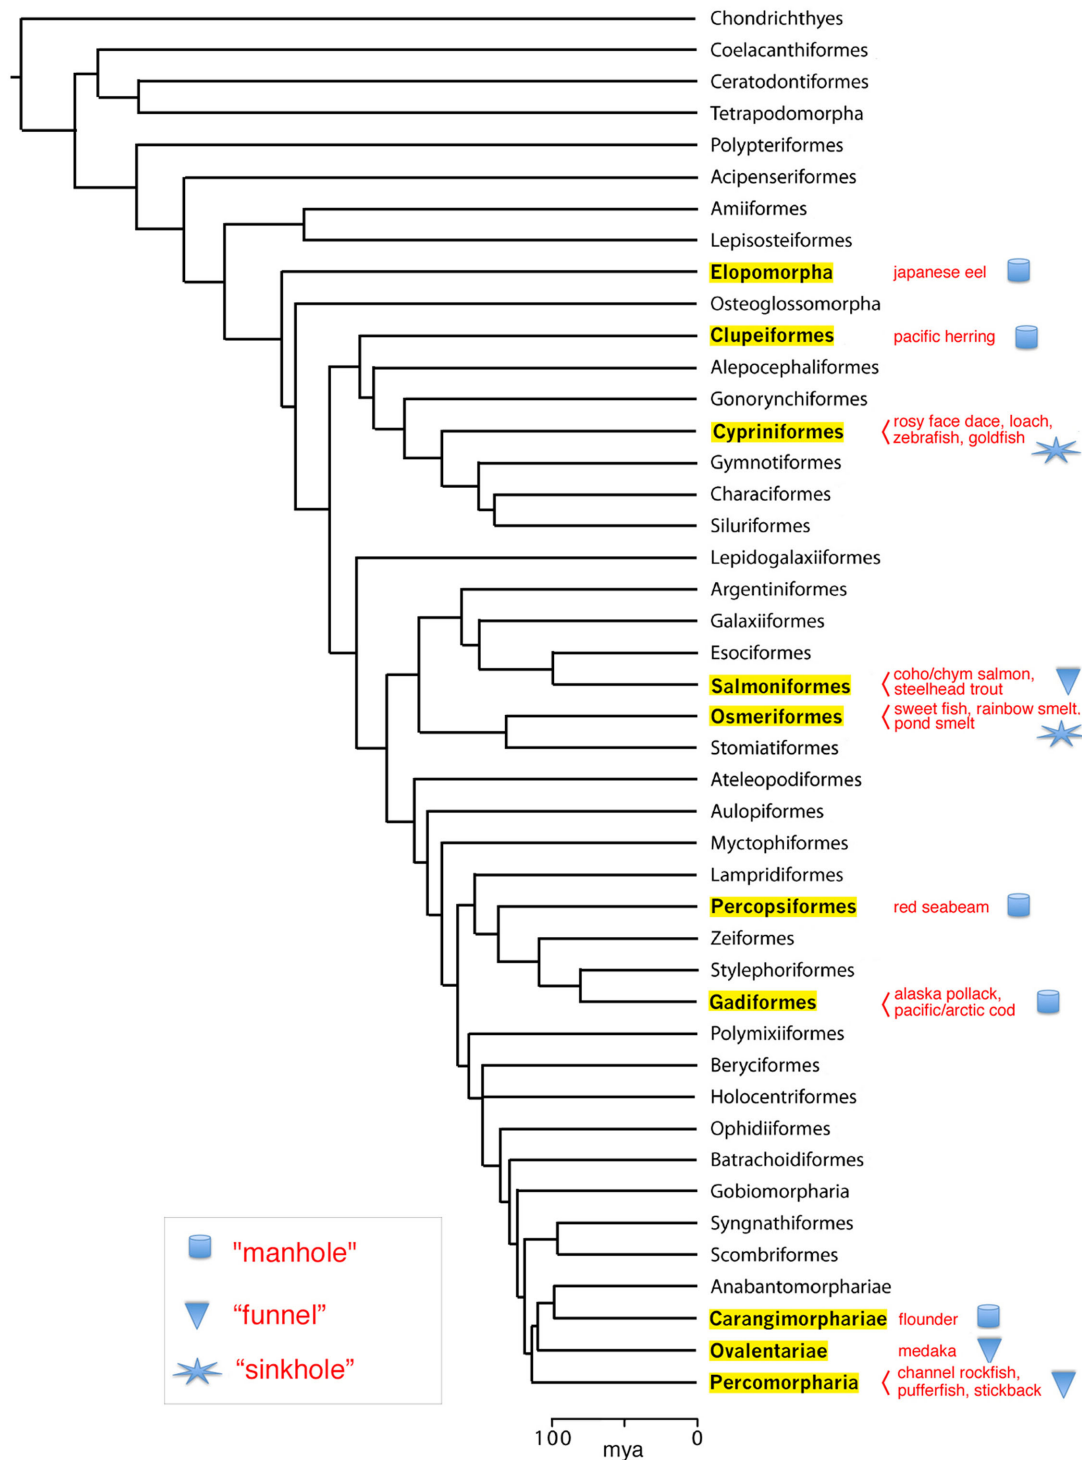 Chondrichthyes
Coelacanthiformes
Ceratodontiformes
Tetrapodomorpha
Polypteriformes
Acipenseriformes
Amiiformes
Lepisosteiformes
Elopomorpha japanese eel
Osteoglossomorpha
Clupeiformes pacific herring
Alepocephaliformes
Gonorynchiformes
Cypriniformes rosy face dace, loach,
zebrafish, goldfish
Gymnotiformes
Characiformes
Siluriformes
Lepidogalaxiiformes
Argentiniformes
Galaxiiformes
Esociformes
Salmoniformes coho/chym salmon,
steelhead trout
Osmeriformes sweet fish, rainbow smelt.
pond smelt
Stomiatiformes
Ateleopodiformes
Aulopiformes
Myctophiformes
Lampridiformes
Percopsiformes red seabeam
Zeiformes
Stylephoriformes
Gadiformes alaska pollack,
pacific/arctic cod
Polymixiiformes
Beryciformes
Holocentriformes
Ophidiiformes
Batrachoidiformes
Gobiomorpharia
Syngnathiformes
Scombriformes
Anabantomorphariae
Carangimorphariae flounder
Ovalentariae medaka
Percomorpharia channel rockfish,
pufferfish, stickback
"manhole"
“funnel”
“sinkhole”
100 0
mya